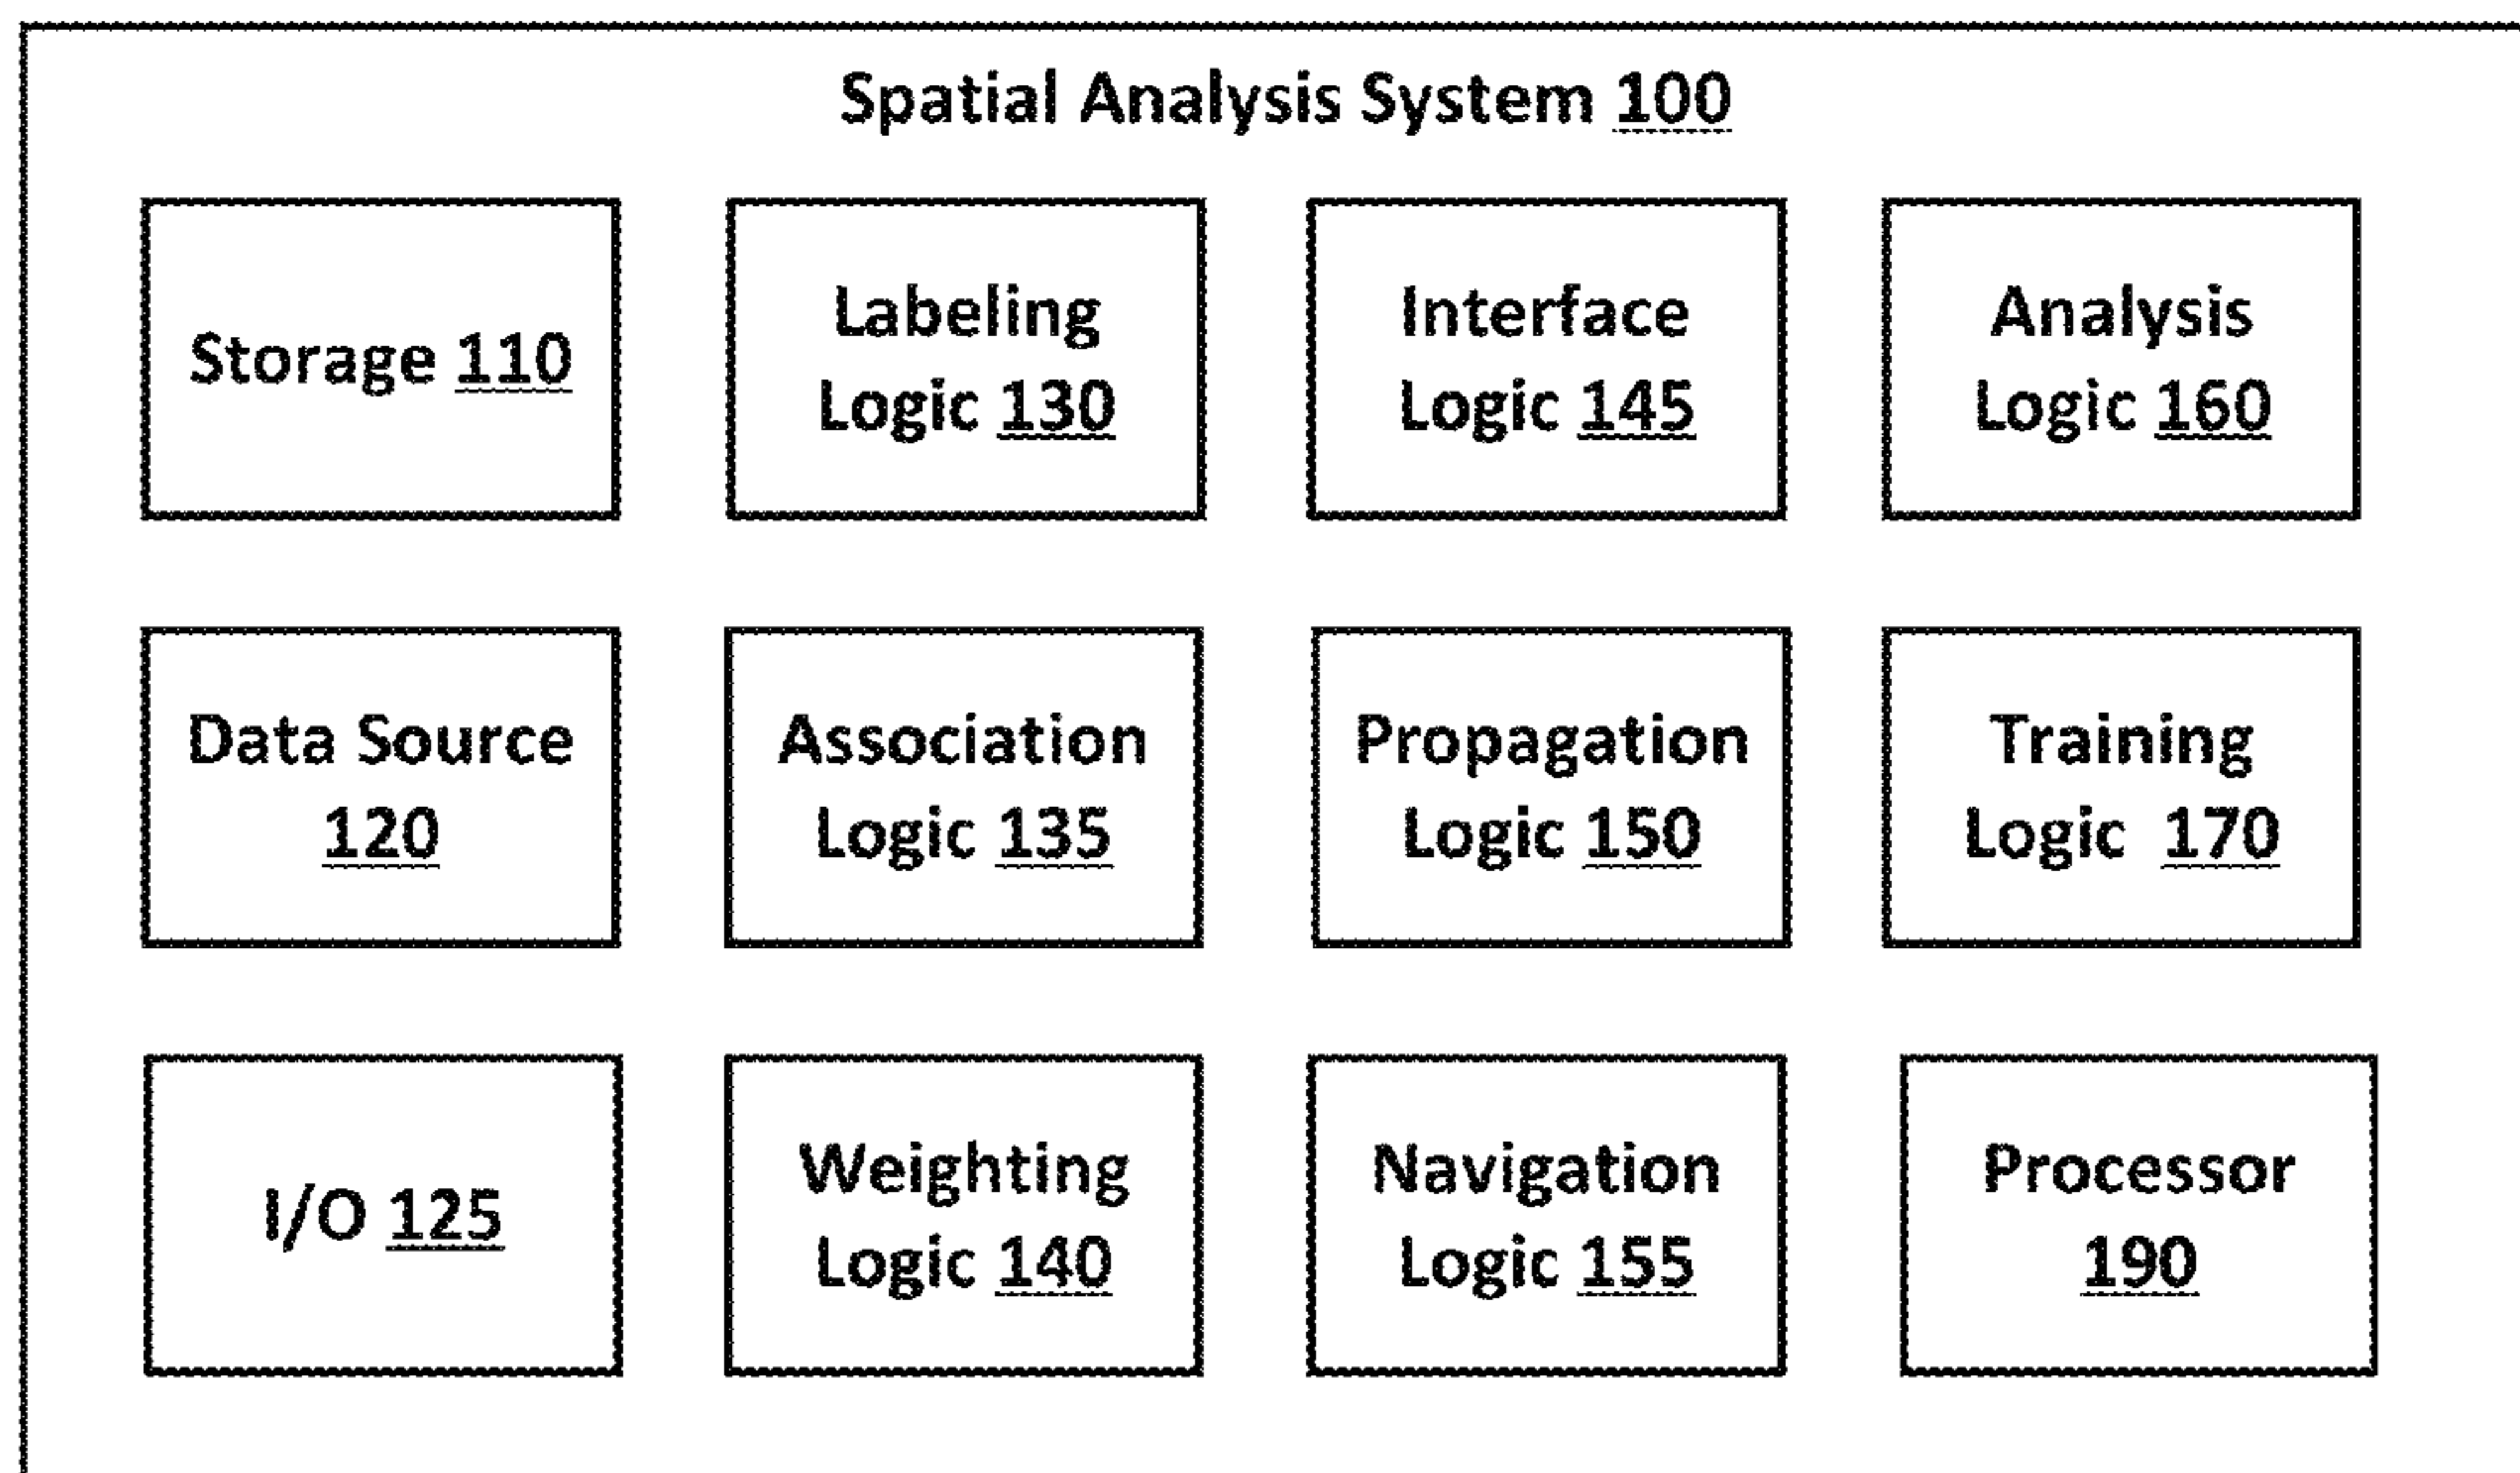 Spatial Analysis System 100
Storage 110
Labeling
Logic 130
Interface
Logic 145
Analysis
Logic 160
Data Source
120
Association
Logic 135
Propagation
Logic 150
Training
Logic 170
I/O 125
Weighting
Logic 140
Navigation
Logic 155
Processor
190